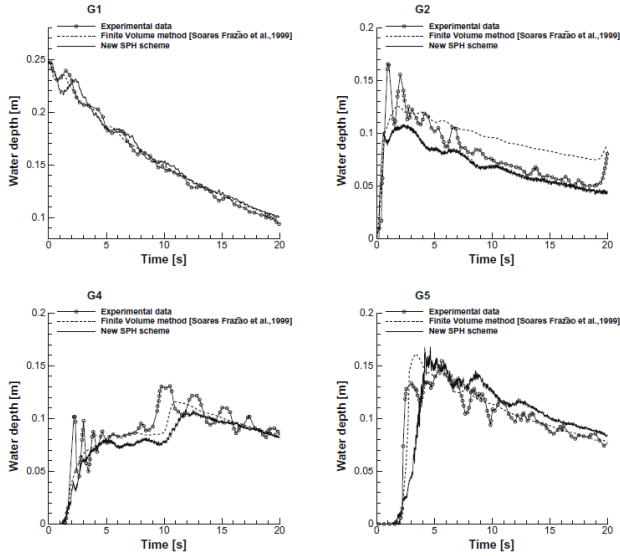 G1
Experimental data
Finite Volume method [Soares Frazão et al.,1999]
New SPH scheme
0.25
0.2
0.15
0.1
Water depth [m]
0 5 10 15 20
Time [s]
G2
Experimental data
Finite Volume method [Soares Frazão et al.,1999]
New SPH scheme
0.2
0.15
0.1
0.05
0
Water depth [m]
0 5 10 15 20
Time [s]
G4
Experimental data
Finite Volume method [Soares Frazão et al.,1999]
New SPH scheme
0.2
0.15
0.1
0.05
0
Water depth [m]
0 5 10 15 20
Time [s]
G5
Experimental data
Finite Volume method [Soares Frazão et al.,1999]
New SPH scheme
0.2
0.15
0.1
0.05
0
Water depth [m]
0 5 10 15 20
Time [s]